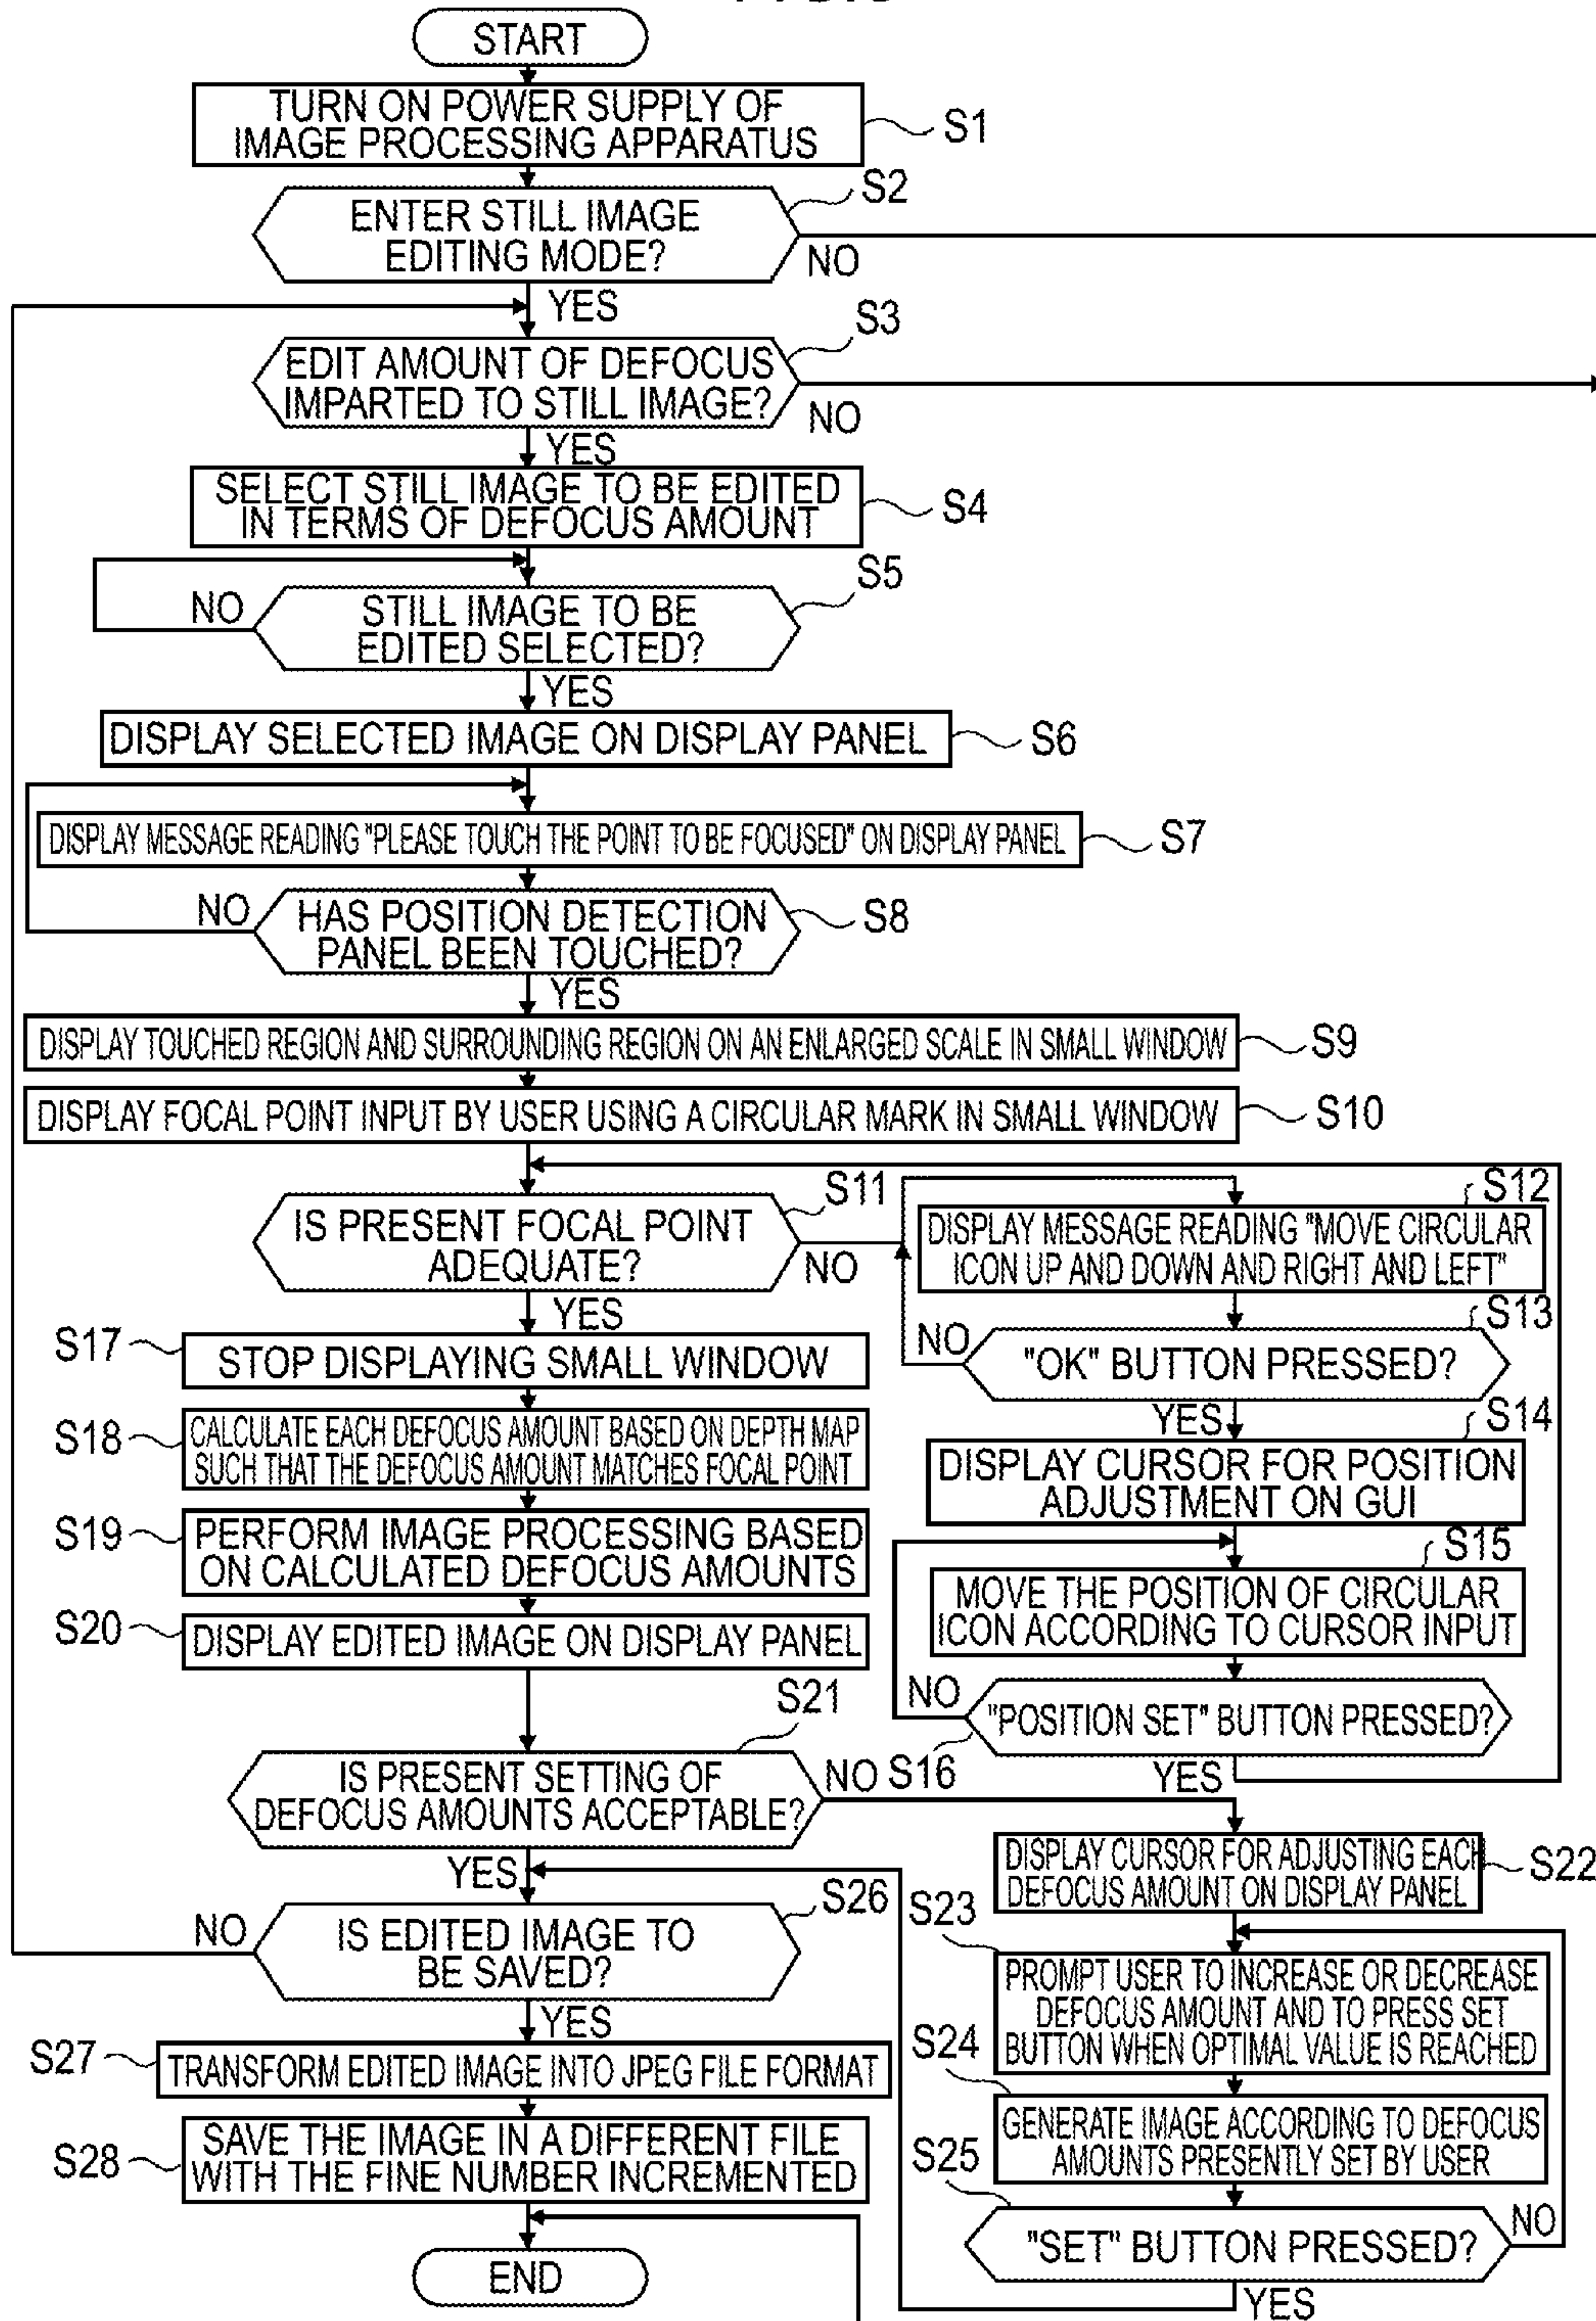 START
TURN ON POWER SUPPLY OF
IMAGE PROCESSING APPARATUS
S1
ENTER STILL IMAGE
EDITING MODE?
S2
NO
YES
EDIT AMOUNT OF DEFOCUS
IMPARTED TO STILL IMAGE?
S3
NO
YES
SELECT STILL IMAGE TO BE EDITED
IN TERMS OF DEFOCUS AMOUNT
S4
STILL IMAGE TO BE
EDITED SELECTED?
S5
NO
YES
DISPLAY SELECTED IMAGE ON DISPLAY PANEL
S6
DISPLAY MESSAGE READING "PLEASE TOUCH THE POINT TO BE FOCUSED" ON DISPLAY PANEL
S7
HAS POSITION DETECTION
PANEL BEEN TOUCHED?
S8
NO
YES
DISPLAY TOUCHED REGION AND SURROUNDING REGION ON AN ENLARGED SCALE IN SMALL WINDOW
S9
DISPLAY FOCAL POINT INPUT BY USER USING A CIRCULAR MARK IN SMALL WINDOW
S10
IS PRESENT FOCAL POINT
ADEQUATE?
S11
NO
YES
S12
DISPLAY MESSAGE READING "MOVE CIRCULAR
ICON UP AND DOWN AND RIGHT AND LEFT"
S13
"OK" BUTTON PRESSED?
NO
YES
S14
DISPLAY CURSOR FOR POSITION
ADJUSTMENT ON GUI
S15
MOVE THE POSITION OF CIRCULAR
ICON ACCORDING TO CURSOR INPUT
NO
"POSITION SET" BUTTON PRESSED?
S16
YES
S17
STOP DISPLAYING SMALL WINDOW
S18
CALCULATE EACH DEFOCUS AMOUNT BASED ON DEPTH MAP
SUCH THAT THE DEFOCUS AMOUNT MATCHES FOCAL POINT
S19
PERFORM IMAGE PROCESSING BASED
ON CALCULATED DEFOCUS AMOUNTS
S20
DISPLAY EDITED IMAGE ON DISPLAY PANEL
S21
IS PRESENT SETTING OF
DEFOCUS AMOUNTS ACCEPTABLE?
NO
YES
DISPLAY CURSOR FOR ADJUSTING EACH
DEFOCUS AMOUNT ON DISPLAY PANEL
S22
S23
PROMPT USER TO INCREASE OR DECREASE
DEFOCUS AMOUNT AND TO PRESS SET
BUTTON WHEN OPTIMAL VALUE IS REACHED
S24
GENERATE IMAGE ACCORDING TO DEFOCUS
AMOUNTS PRESENTLY SET BY USER
S25
"SET" BUTTON PRESSED?
NO
YES
S26
IS EDITED IMAGE TO
BE SAVED?
NO
YES
S27
TRANSFORM EDITED IMAGE INTO JPEG FILE FORMAT
S28
SAVE THE IMAGE IN A DIFFERENT FILE
WITH THE FINE NUMBER INCREMENTED
END